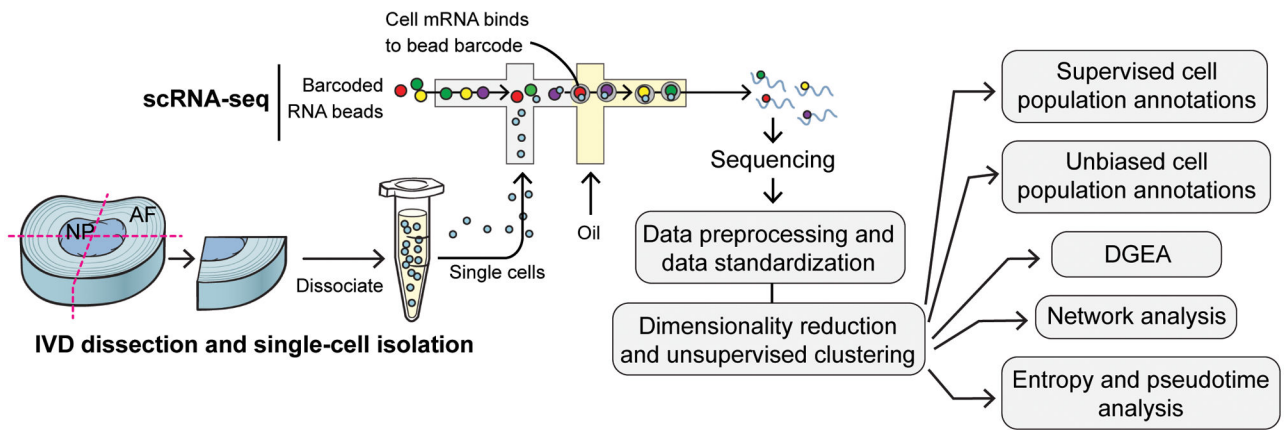 Cell mRNA binds
to bead barcode
scRNA-seq
Barcoded
RNA beads
Sequencing
Oil
NP
AF
Dissociate
Single cells
IVD dissection and single-cell isolation
Data preprocessing and
data standardization
Dimensionality reduction
and unsupervised clustering
Supervised cell
population annotations
Unbiased cell
population annotations
DGEA
Network analysis
Entropy and pseudotime
analysis